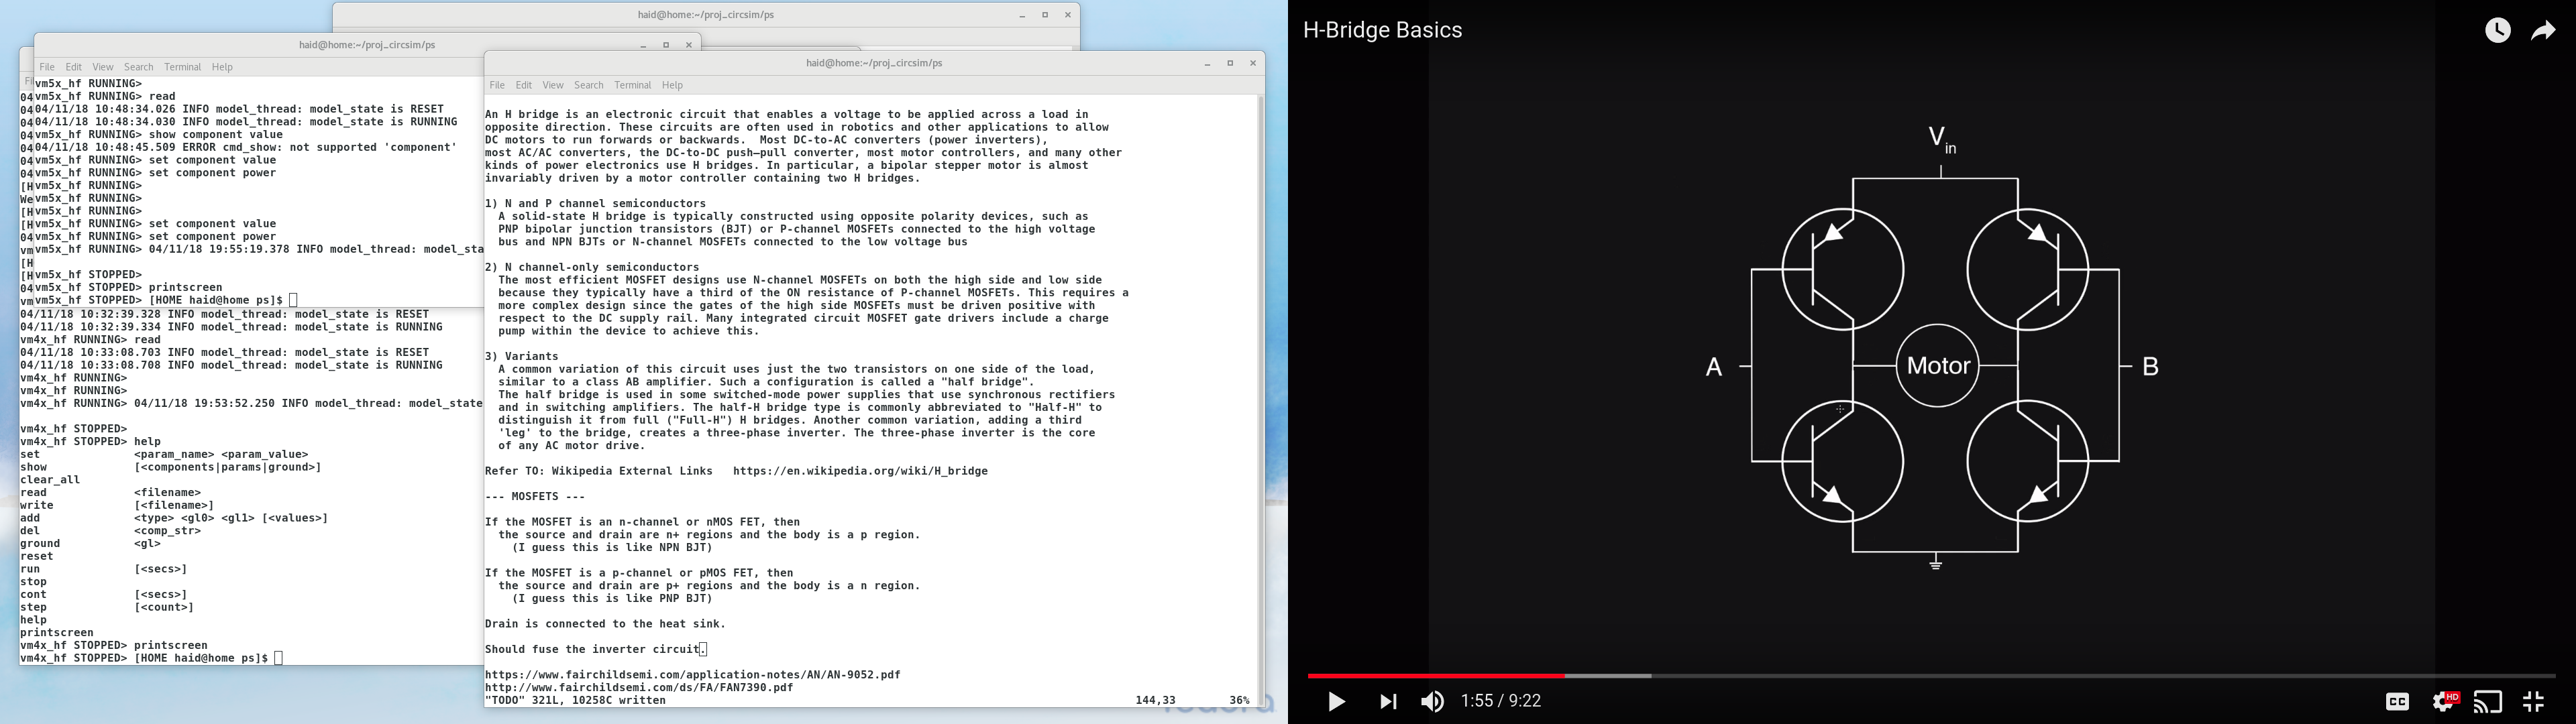 haid@home:~/proj_circsim/ps
haid@home:~/proj_circsim/ps
File Edit View Search Terminal Help
vm5x_hf RUNNING>
vm5x_hf RUNNING> read
04/11/18 10:48:34.026 INFO model_thread: model_state is RESET
04/11/18 10:48:34.030 INFO model_thread: model_state is RUNNING
vm5x_hf RUNNING> show component value
04/11/18 10:48:45.509 ERROR cmd_show: not supported 'component'
vm5x_hf RUNNING> set component value
vm5x_hf RUNNING> set component power
vm5x_hf RUNNING>
vm5x_hf RUNNING>
vm5x_hf RUNNING>
vm5x_hf RUNNING> set component value
vm5x_hf RUNNING> set component power
vm5x_hf RUNNING> 04/11/18 19:55:19.378 INFO model_thread: model_sta
vm5x_hf STOPPED>
vm5x_hf STOPPED> printscreen
vm5x_hf STOPPED> [HOME haid@home ps]$
04/11/18 10:32:39.328 INFO model_thread: model_state is RESET
04/11/18 10:32:39.334 INFO model_thread: model_state is RUNNING
vm4x_hf RUNNING> read
04/11/18 10:33:08.703 INFO model_thread: model_state is RESET
04/11/18 10:33:08.708 INFO model_thread: model_state is RUNNING
vm4x_hf RUNNING>
vm4x_hf RUNNING>
vm4x_hf RUNNING> 04/11/18 19:53:52.250 INFO model_thread: model_state
vm4x_hf STOPPED>
vm4x_hf STOPPED> help
set <param_name> <param_value>
show [<components|params|ground>]
clear_all
read <filename>
write [<filename>]
add <type> <gl0> <gl1> [<values>]
del <comp_str>
ground <gl>
reset
run [<secs>]
stop
cont [<secs>]
step [<count>]
help
printscreen
vm4x_hf STOPPED> printscreen
vm4x_hf STOPPED> [HOME haid@home ps]$
haid@home:~/proj_circsim/ps
File Edit View Search Terminal Help
An H bridge is an electronic circuit that enables a voltage to be applied across a load in
opposite direction. These circuits are often used in robotics and other applications to allow
DC motors to run forwards or backwards.  Most DC-to-AC converters (power inverters),
most AC/AC converters, the DC-to-DC push–pull converter, most motor controllers, and many other
kinds of power electronics use H bridges. In particular, a bipolar stepper motor is almost
invariably driven by a motor controller containing two H bridges.
1) N and P channel semiconductors
A solid-state H bridge is typically constructed using opposite polarity devices, such as
PNP bipolar junction transistors (BJT) or P-channel MOSFETs connected to the high voltage
bus and NPN BJTs or N-channel MOSFETs connected to the low voltage bus
2) N channel-only semiconductors
The most efficient MOSFET designs use N-channel MOSFETs on both the high side and low side
because they typically have a third of the ON resistance of P-channel MOSFETs. This requires a
more complex design since the gates of the high side MOSFETs must be driven positive with
respect to the DC supply rail. Many integrated circuit MOSFET gate drivers include a charge
pump within the device to achieve this.
3) Variants
A common variation of this circuit uses just the two transistors on one side of the load,
similar to a class AB amplifier. Such a configuration is called a "half bridge".
The half bridge is used in some switched-mode power supplies that use synchronous rectifiers
and in switching amplifiers. The half-H bridge type is commonly abbreviated to "Half-H" to
distinguish it from full ("Full-H") H bridges. Another common variation, adding a third
'leg' to the bridge, creates a three-phase inverter. The three-phase inverter is the core
of any AC motor drive.
Refer TO: Wikipedia External Links   https://en.wikipedia.org/wiki/H_bridge
--- MOSFETS ---
If the MOSFET is an n-channel or nMOS FET, then
the source and drain are n+ regions and the body is a p region.
(I guess this is like NPN BJT)
If the MOSFET is a p-channel or pMOS FET, then
the source and drain are p+ regions and the body is a n region.
(I guess this is like PNP BJT)
Drain is connected to the heat sink.
Should fuse the inverter circuit.
https://www.fairchildsemi.com/application-notes/AN/AN-9052.pdf
http://www.fairchildsemi.com/ds/FA/FAN7390.pdf
"TODO" 321L, 10258C written 144,33 36%
H-Bridge Basics
Vin
A
Motor
B
1:55 / 9:22
CC
HD